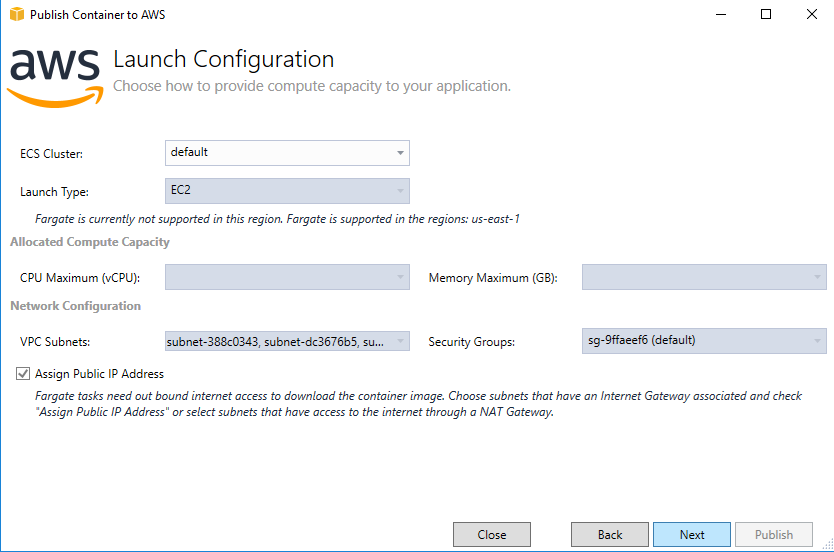 Publish Container to AWS
aws
Launch Configuration
Choose how to provide compute capacity to your application.
ECS Cluster: default
Launch Type: EC2
Fargate is currently not supported in this region. Fargate is supported in the regions: us-east-1
Allocated Compute Capacity
CPU Maximum (vCPU): Memory Maximum (GB):
Network Configuration
VPC Subnets: subnet-388c0343, subnet-dc3676b5, su... Security Groups: sg-9ffaeef6 (default)
Assign Public IP Address
Fargate tasks need out bound internet access to download the container image. Choose subnets that have an Internet Gateway associated and check
"Assign Public IP Address" or select subnets that have access to the internet through a NAT Gateway.
Close Back Next Publish